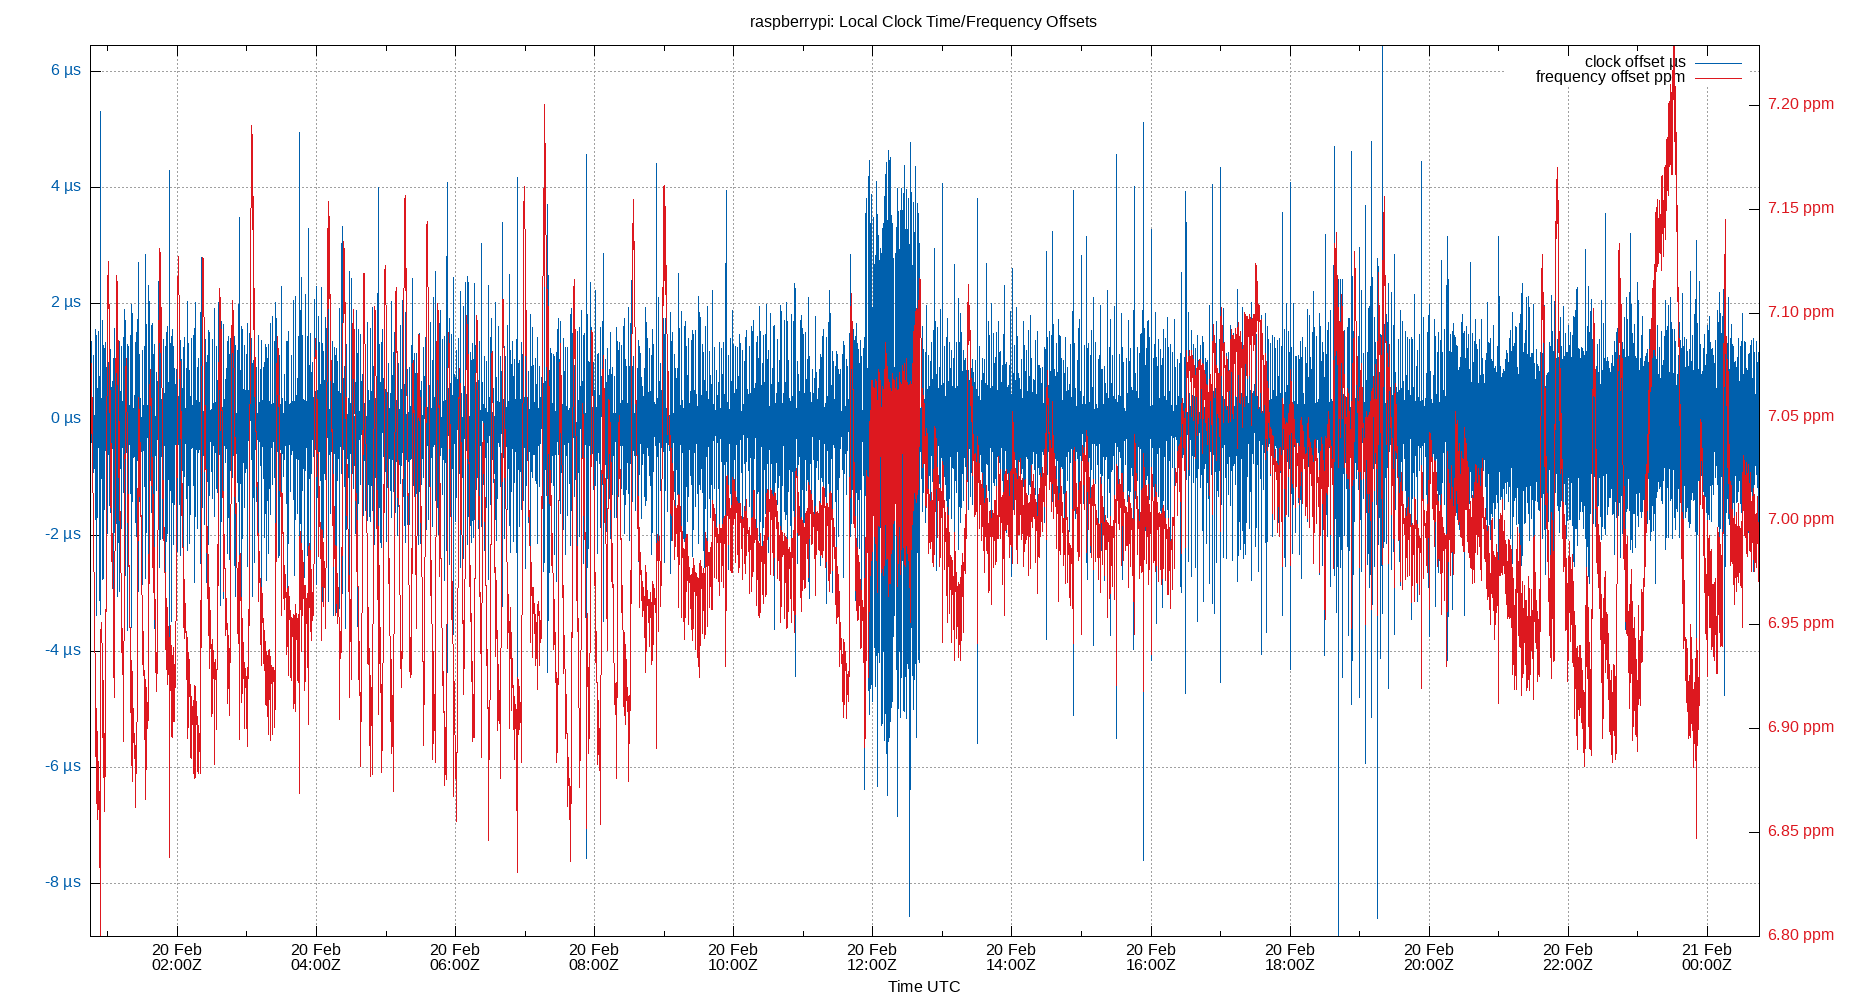 raspberrypi: Local Clock Time/Frequency Offsets
clock offset µs
frequency offset ppm
6 µs
4 µs
2 µs
0 µs
-2 µs
-4 µs
-6 µs
-8 µs
7.20 ppm
7.15 ppm
7.10 ppm
7.05 ppm
7.00 ppm
6.95 ppm
6.90 ppm
6.85 ppm
6.80 ppm
20 Feb 20 Feb 20 Feb 20 Feb 20 Feb 20 Feb 20 Feb 20 Feb 20 Feb 20 Feb 20 Feb 21 Feb
02:00Z 04:00Z 06:00Z 08:00Z 10:00Z 12:00Z 14:00Z 16:00Z 18:00Z 20:00Z 22:00Z 00:00Z
Time UTC